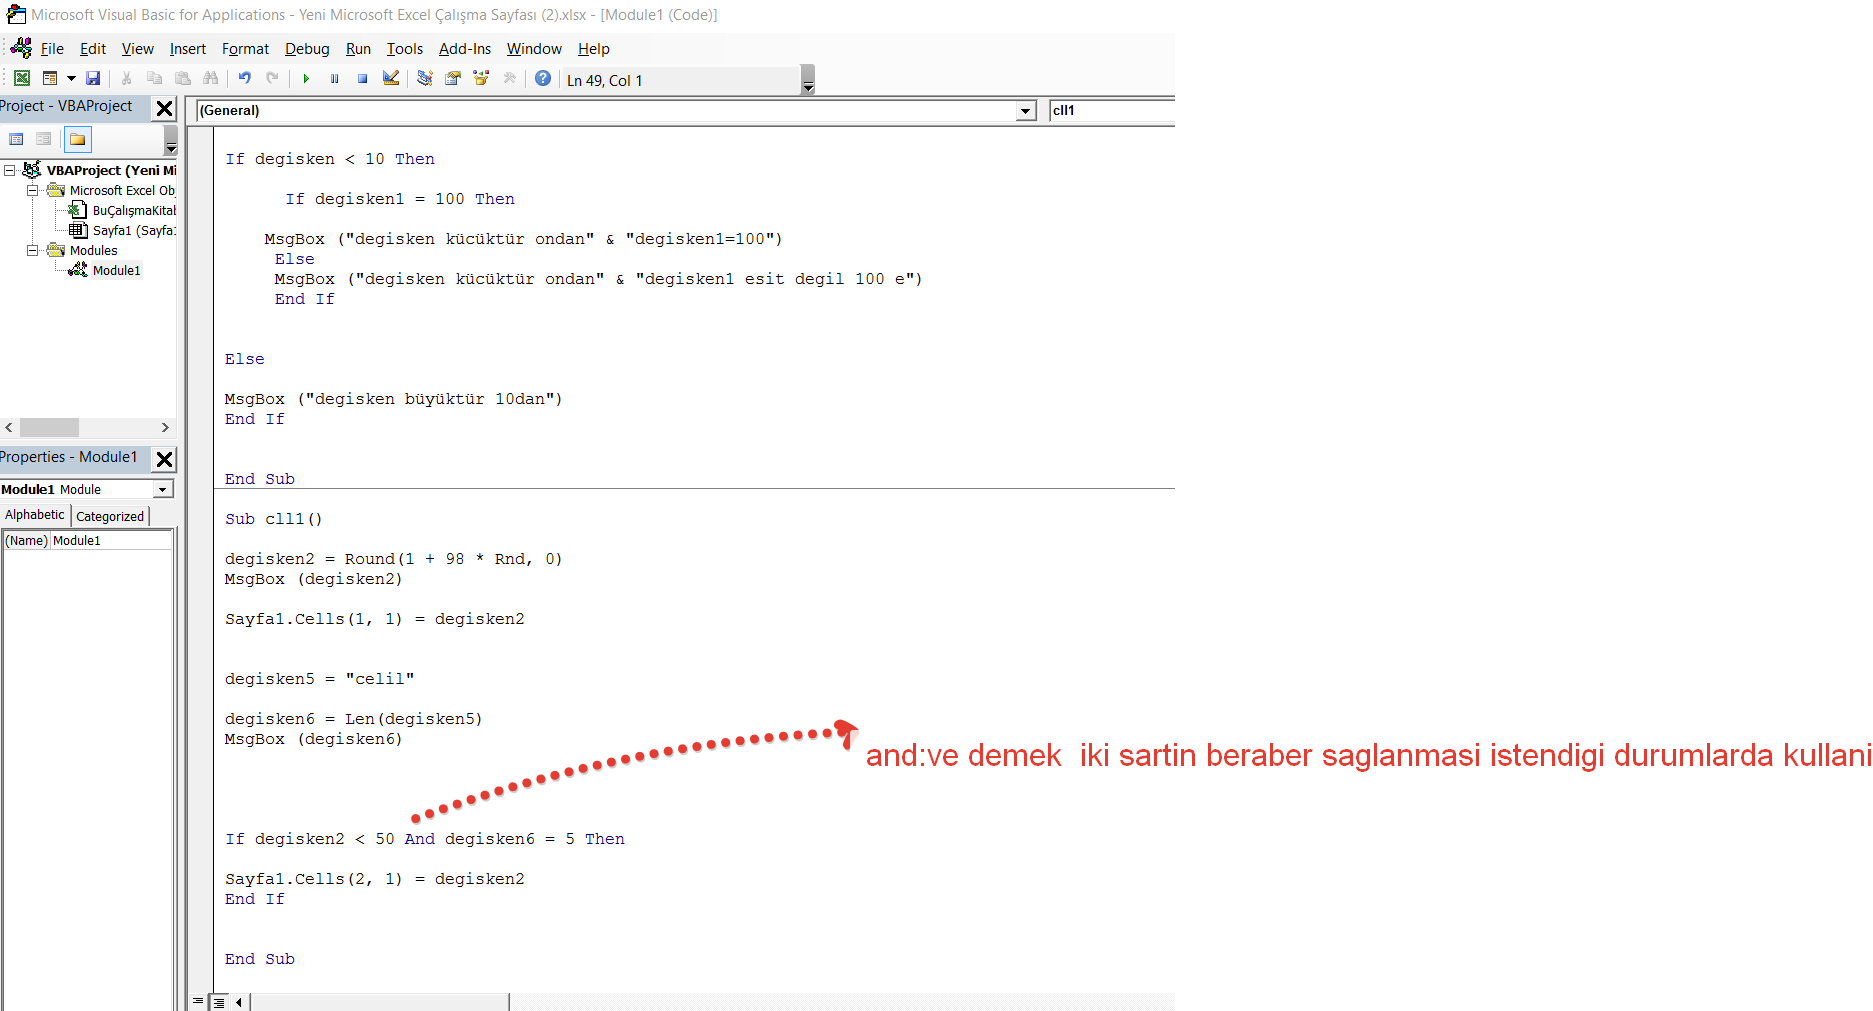 Microsoft Visual Basic for Applications - Yeni Microsoft Excel Çalışma Sayfası (2).xlsx - [Module1 (Code)]
File Edit View Insert Format Debug Run Tools Add-Ins Window Help
Ln 49, Col 1
Project - VBAProject
VBAProject (Yeni Mi
Microsoft Excel Obj
BuÇalışmaKitab
Sayfa1 (Sayfa1
Modules
Module1
Properties - Module1
Module1 Module
Alphabetic Categorized
(Name) Module1
(General) cll1
If degisken < 10 Then
If degisken1 = 100 Then
MsgBox ("degisken kücüktür ondan" & "degisken1=100")
Else
MsgBox ("degisken kücüktür ondan" & "degisken1 esit degil 100 e")
End If
Else
MsgBox ("degisken büyüktür 10dan")
End If
End Sub
Sub cll1()
degisken2 = Round(1 + 98 * Rnd, 0)
MsgBox (degisken2)
Sayfa1.Cells(1, 1) = degisken2
degisken5 = "celil"
degisken6 = Len(degisken5)
MsgBox (degisken6)
and:ve demek iki sartin beraber saglanmasi istendigi durumlarda kullani
If degisken2 < 50 And degisken6 = 5 Then
Sayfa1.Cells(2, 1) = degisken2
End If
End Sub